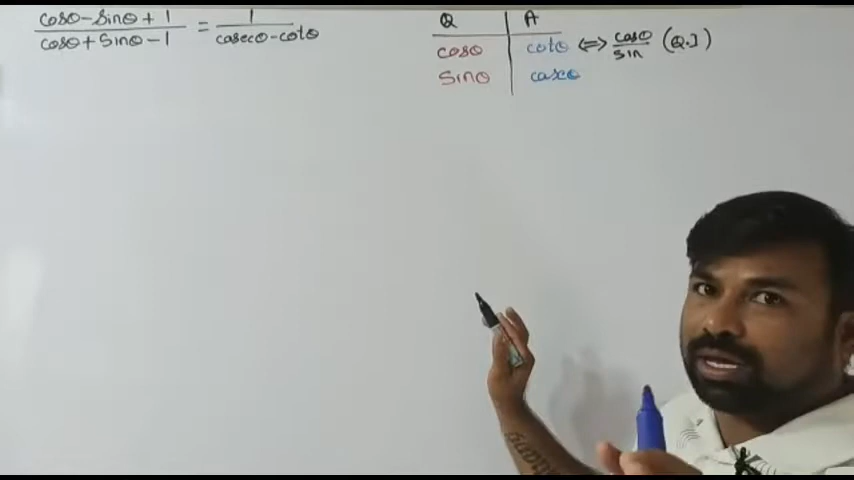 cosθ-sinθ+1 / cosθ+sinθ-1 = 1 / cosecθ-cotθ
Q | A
cosθ | cotθ ⇔ cosθ/sin (Q.])
sinθ | cosecθ